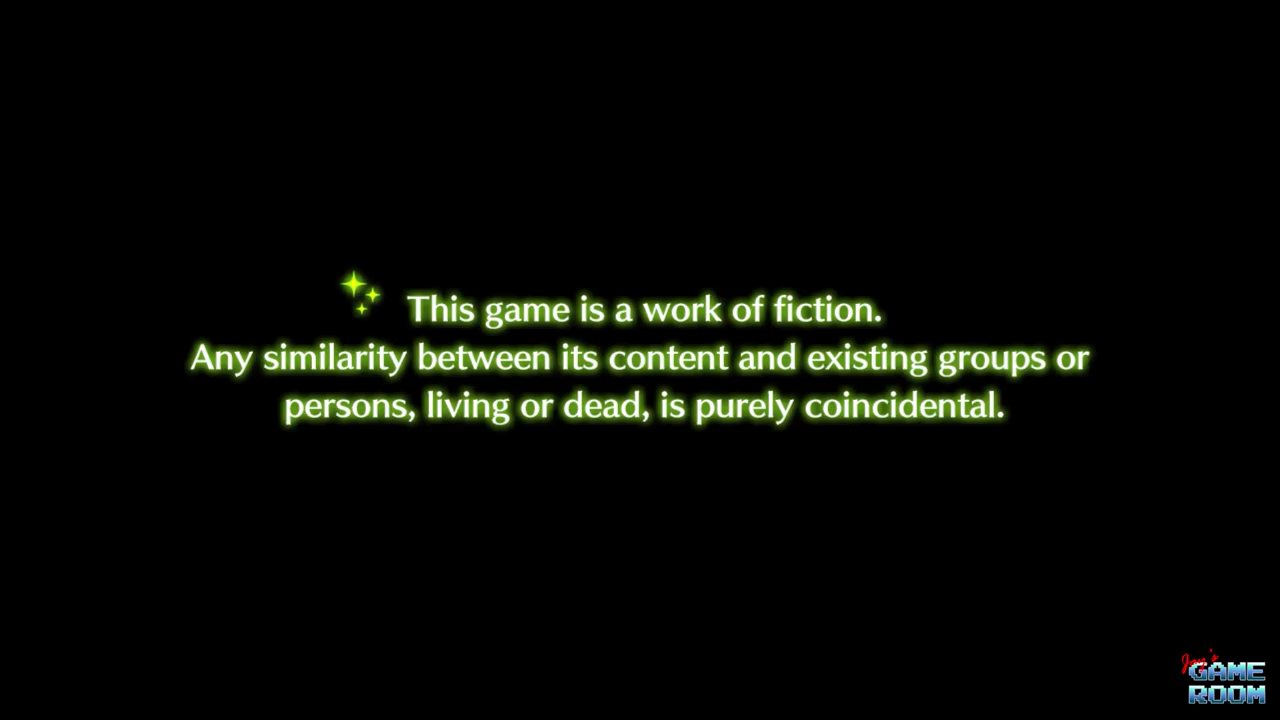 This game is a work of fiction.
Any similarity between its content and existing groups or
persons, living or dead, is purely coincidental.
Jay's
GAME
ROOM